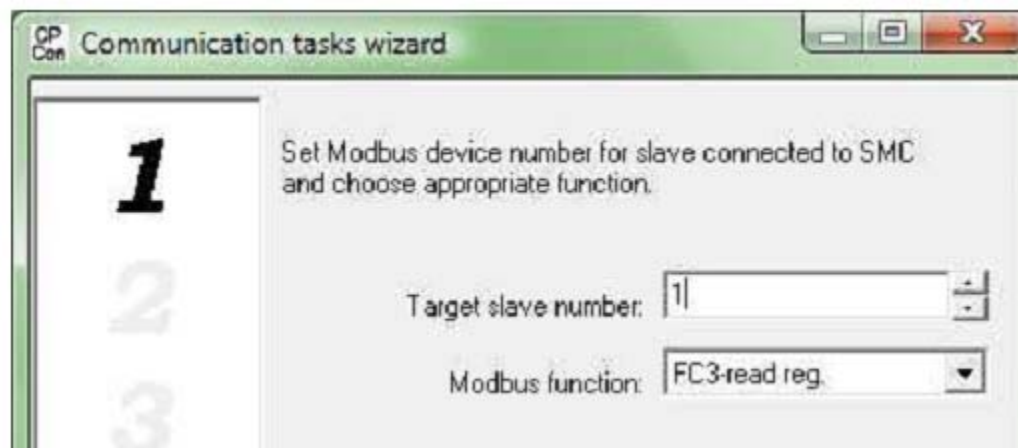 CP
Con
Communication tasks wizard
1
Set Modbus device number for slave connected to SMC
and choose appropriate function.
2
Target slave number: 1
Modbus function: FC3-read reg.
3